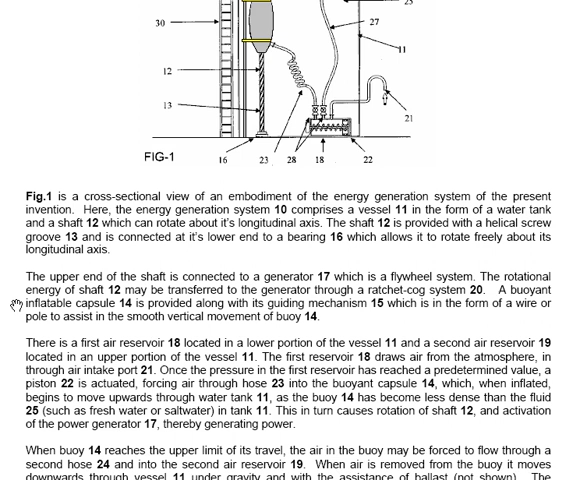 25
30
27
11
12
13
21
FIG-1
16 23 28 18 22
Fig.1 is a cross-sectional view of an embodiment of the energy generation system of the present
invention. Here, the energy generation system 10 comprises a vessel 11 in the form of a water tank
and a shaft 12 which can rotate about it's longitudinal axis. The shaft 12 is provided with a helical screw
groove 13 and is connected at it's lower end to a bearing 16 which allows it to rotate freely about its
longitudinal axis.
The upper end of the shaft is connected to a generator 17 which is a flywheel system. The rotational
energy of shaft 12 may be transferred to the generator through a ratchet-cog system 20. A buoyant
inflatable capsule 14 is provided along with its guiding mechanism 15 which is in the form of a wire or
pole to assist in the smooth vertical movement of buoy 14.
There is a first air reservoir 18 located in a lower portion of the vessel 11 and a second air reservoir 19
located in an upper portion of the vessel 11. The first reservoir 18 draws air from the atmosphere, in
through air intake port 21. Once the pressure in the first reservoir has reached a predetermined value, a
piston 22 is actuated, forcing air through hose 23 into the buoyant capsule 14, which, when inflated,
begins to move upwards through water tank 11, as the buoy 14 has become less dense than the fluid
25 (such as fresh water or saltwater) in tank 11. This in turn causes rotation of shaft 12, and activation
of the power generator 17, thereby generating power.
When buoy 14 reaches the upper limit of its travel, the air in the buoy may be forced to flow through a
second hose 24 and into the second air reservoir 19. When air is removed from the buoy it moves
downwards through vessel 11 under gravity and with the assistance of ballast (not shown). The